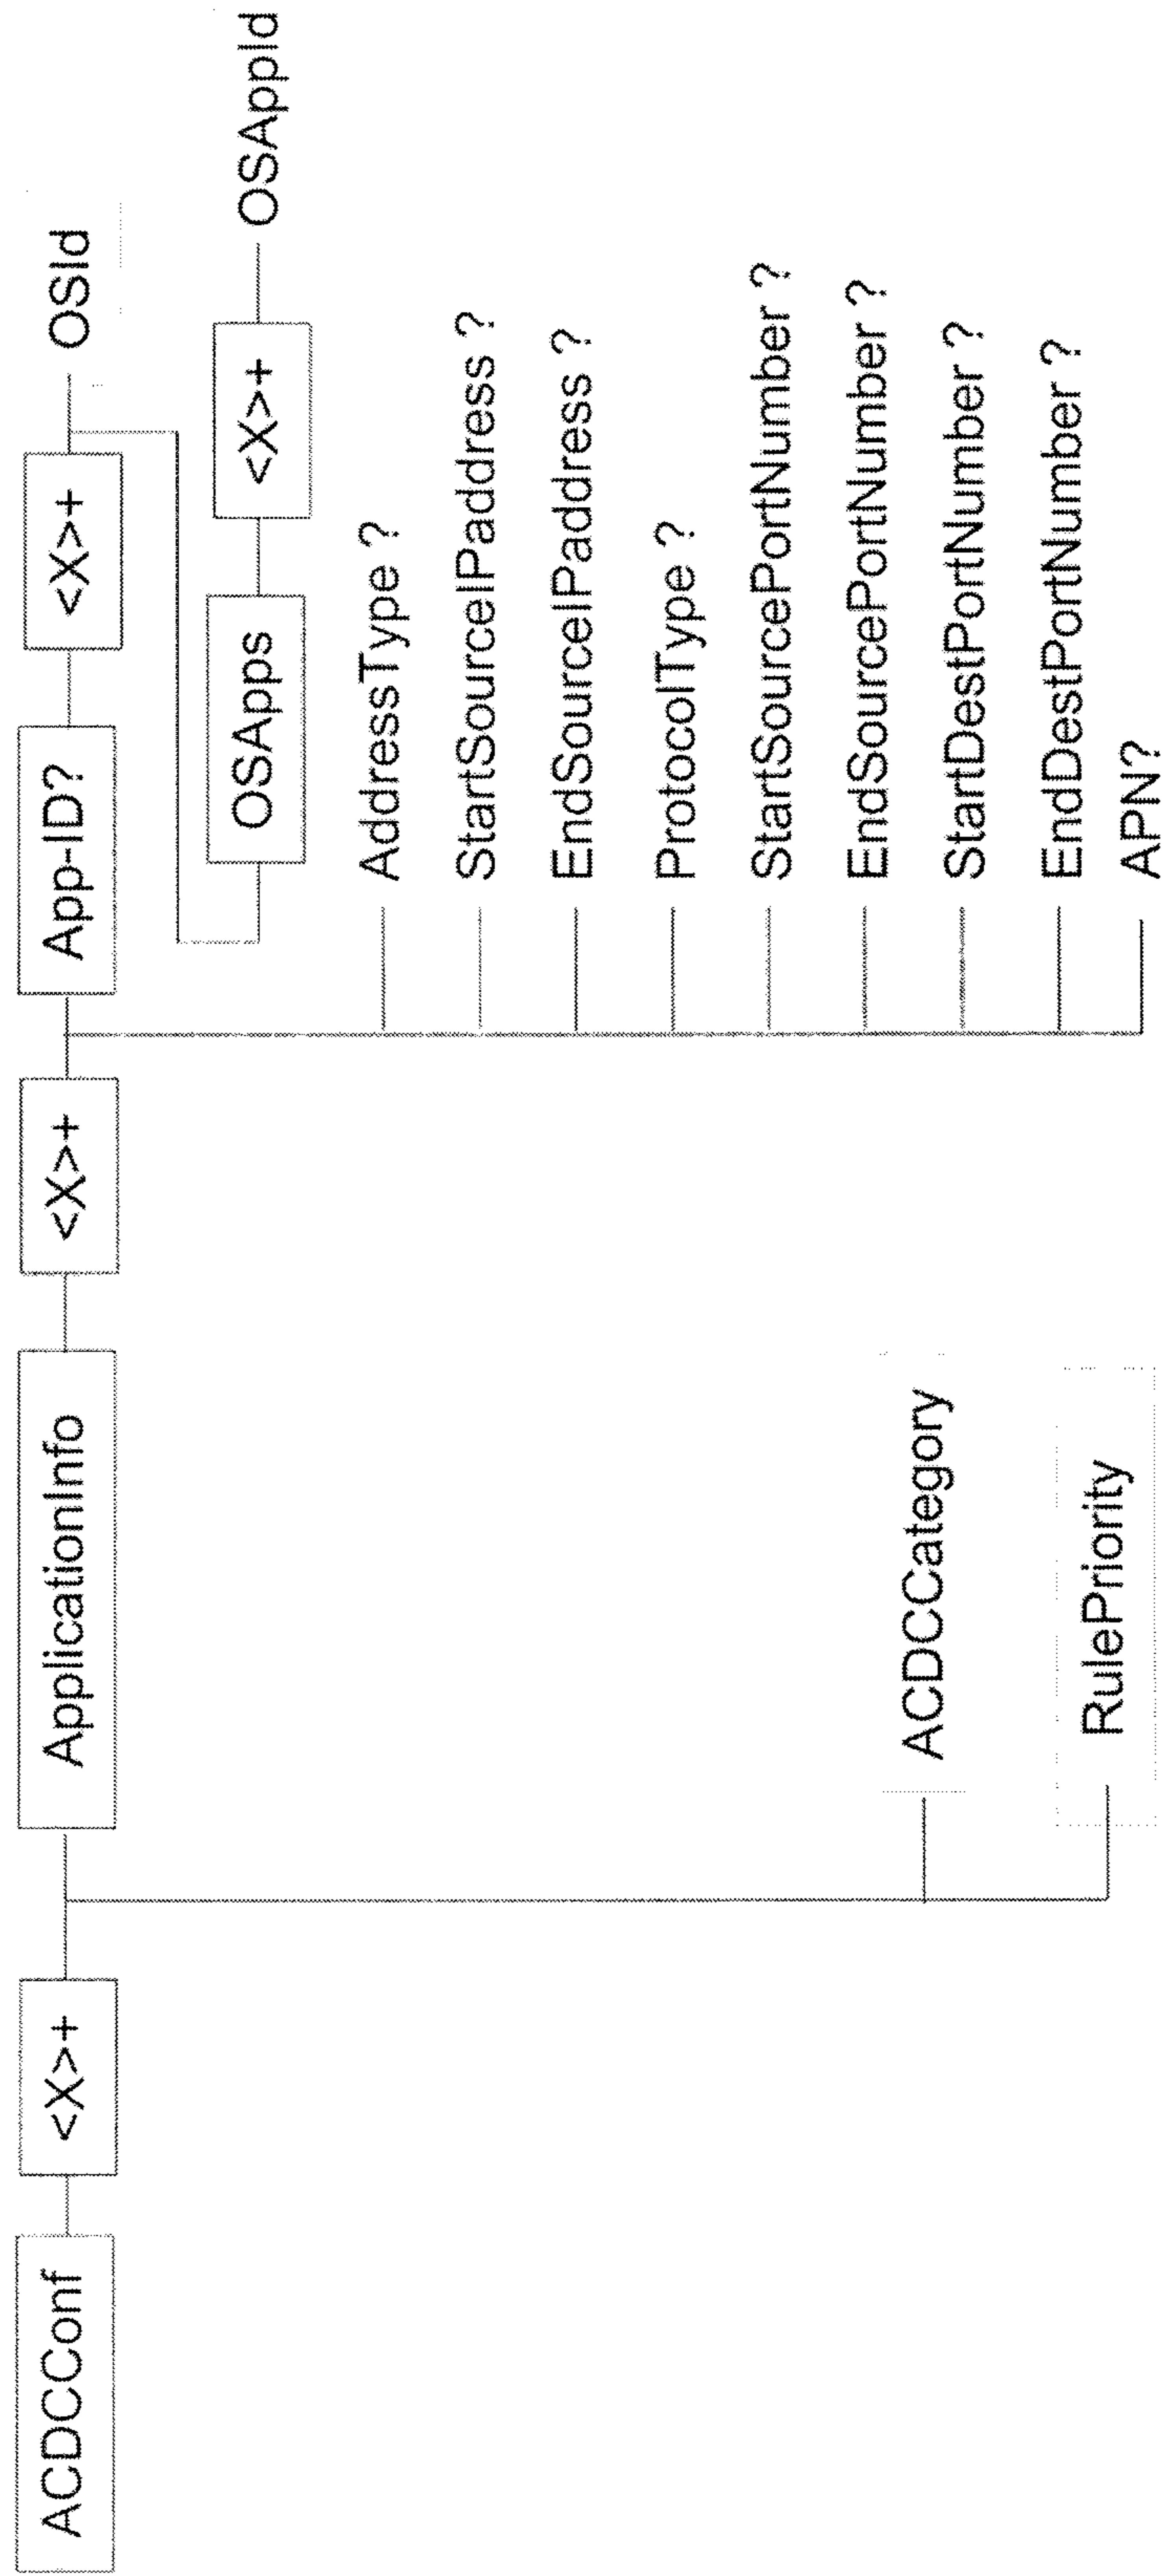 ACDCConf
<X>+
ApplicationInfo
<X>+
App-ID?
<X>+
OSId
OSApps
<X>+
OSAppId
AddressType ?
StartSourceIPaddress ?
EndSourceIPaddress ?
ProtocolType ?
StartSourcePortNumber ?
EndSourcePortNumber ?
StartDestPortNumber ?
EndDestPortNumber ?
APN?
ACDCCategory
RulePriority